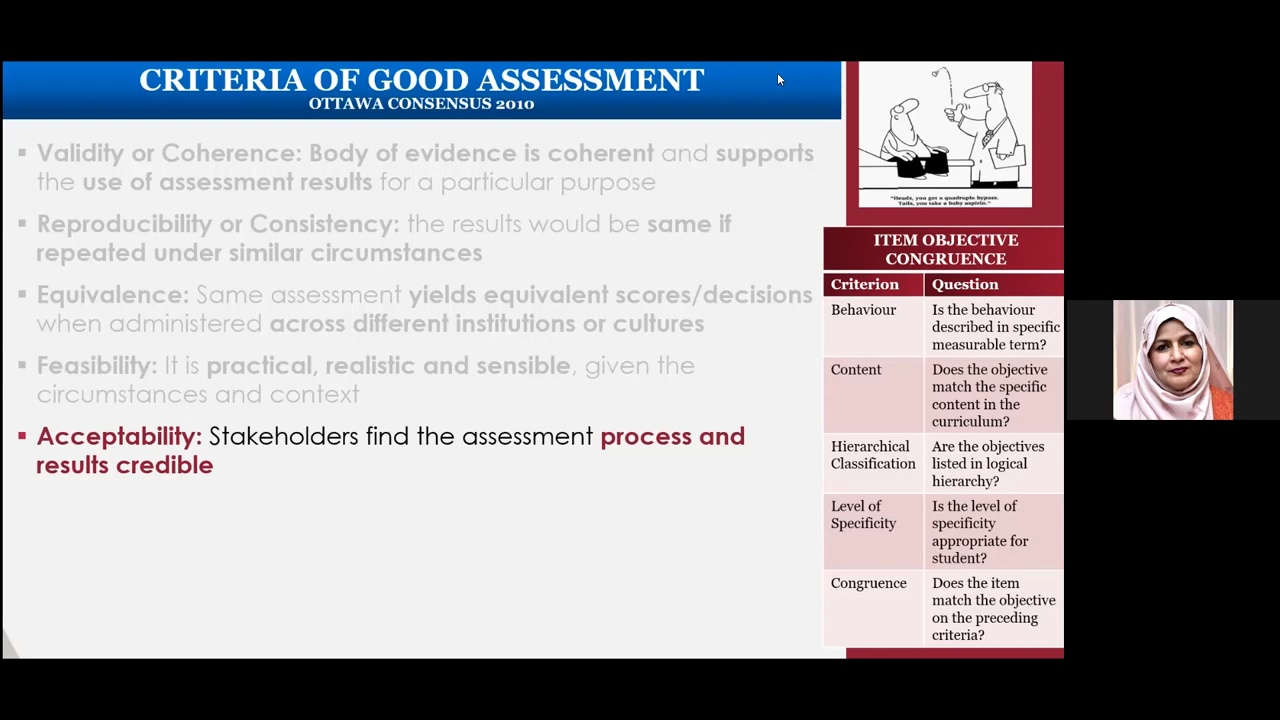 CRITERIA OF GOOD ASSESSMENT
OTTAWA CONSENSUS 2010
▪ Validity or Coherence: Body of evidence is coherent and supports
the use of assessment results for a particular purpose
▪ Reproducibility or Consistency: the results would be same if
repeated under similar circumstances
▪ Equivalence: Same assessment yields equivalent scores/decisions
when administered across different institutions or cultures
▪ Feasibility: It is practical, realistic and sensible, given the
circumstances and context
▪ Acceptability: Stakeholders find the assessment process and
results credible
"Heads, you get a quadruple bypass.
Tails, you take a baby aspirin."
ITEM OBJECTIVE
CONGRUENCE
Criterion Question
Behaviour Is the behaviour
described in specific
measurable term?
Content Does the objective
match the specific
content in the
curriculum?
Hierarchical Are the objectives
Classification listed in logical
hierarchy?
Level of Is the level of
Specificity specificity
appropriate for
student?
Congruence Does the item
match the objective
on the preceding
criteria?